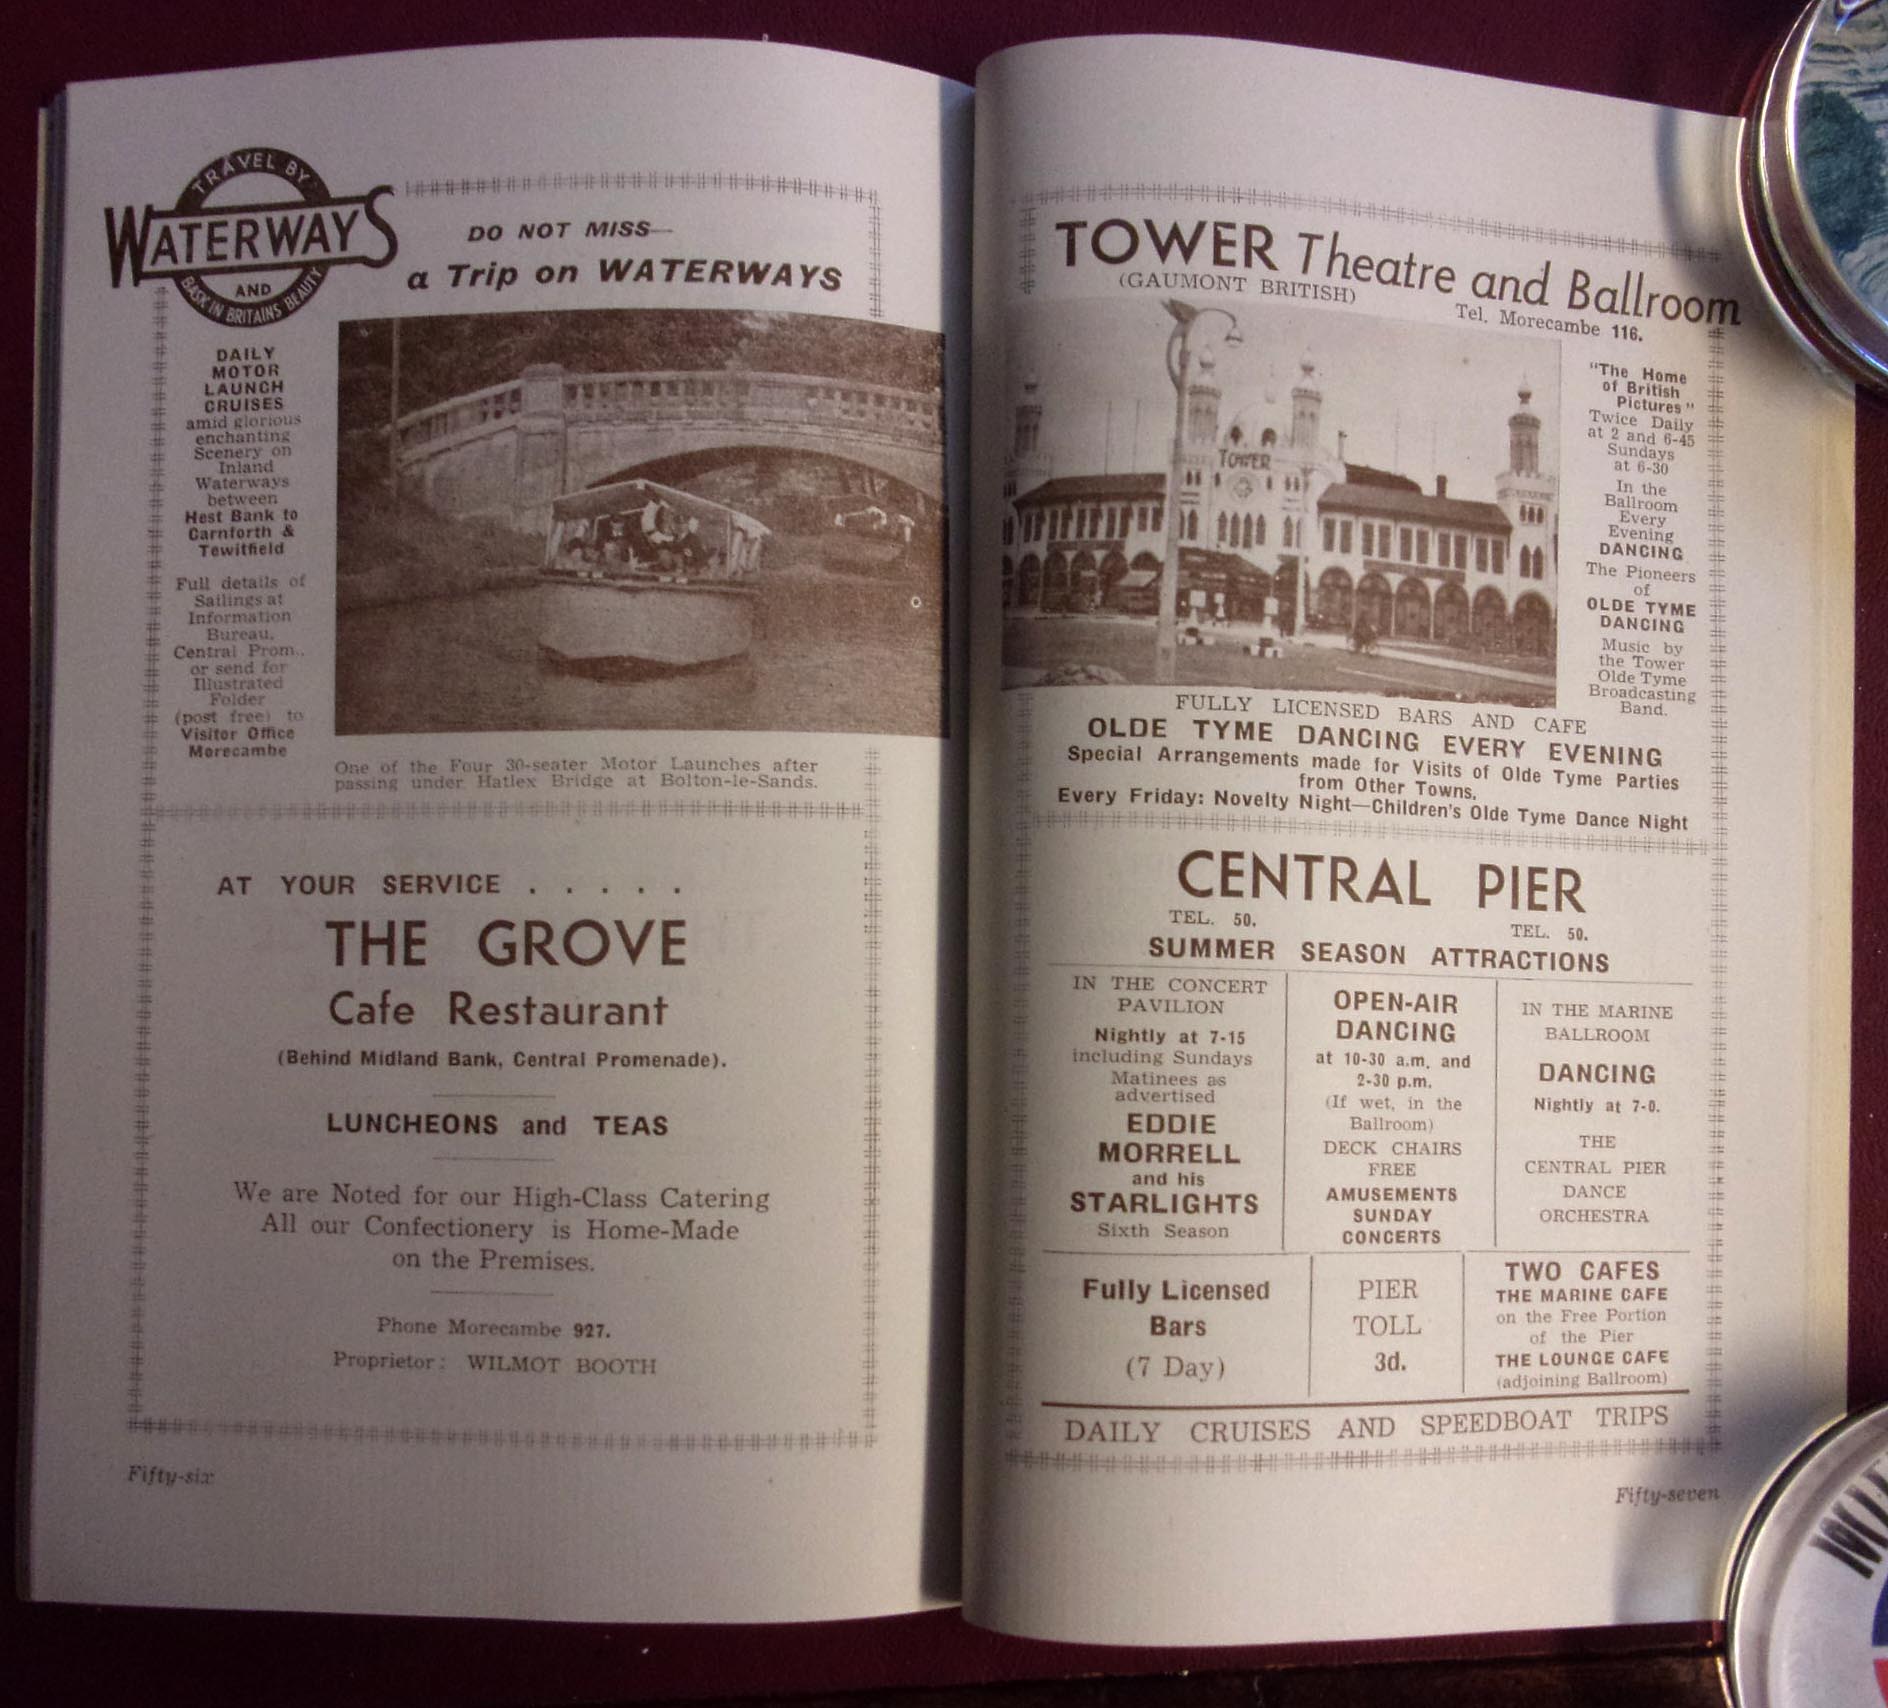 TRAVEL BY
WATERWAYS
AND
BASK IN BRITAINS BEAUTY
DO NOT MISS—
a Trip on WATERWAYS
DAILY
MOTOR
LAUNCH
CRUISES
amid glorious
enchanting
Scenery on
Inland
Waterways
between
Hest Bank to
Carnforth &
Tewitfield
Full details of
Sailings at
Information
Bureau,
Central Prom.,
or send for
Illustrated
Folder
(post free) to
Visitor Office
Morecambe
One of the Four 30-seater Motor Launches after
passing under Hatlex Bridge at Bolton-le-Sands.
AT YOUR SERVICE . . . . .
THE GROVE
Cafe Restaurant
(Behind Midland Bank, Central Promenade).
LUNCHEONS and TEAS
We are Noted for our High-Class Catering
All our Confectionery is Home-Made
on the Premises.
Phone Morecambe 927.
Proprietor: WILMOT BOOTH
Fifty-six
TOWER Theatre and Ballroom
(GAUMONT BRITISH)
Tel. Morecambe 116.
TOWER
"The Home
of British
Pictures"
Twice Daily
at 2 and 6-45
Sundays
at 6-30
In the
Ballroom
Every
Evening
DANCING
The Pioneers
of
OLDE TYME
DANCING
Music by
the Tower
Olde Tyme
Broadcasting
Band.
FULLY LICENSED BARS AND CAFE
OLDE TYME DANCING EVERY EVENING
Special Arrangements made for Visits of Olde Tyme Parties
from Other Towns.
Every Friday: Novelty Night—Children's Olde Tyme Dance Night
CENTRAL PIER
TEL. 50. TEL. 50.
SUMMER SEASON ATTRACTIONS
IN THE CONCERT
PAVILION
Nightly at 7-15
including Sundays
Matinees as
advertised
EDDIE
MORRELL
and his
STARLIGHTS
Sixth Season
OPEN-AIR
DANCING
at 10-30 a.m. and
2-30 p.m.
(If wet, in the
Ballroom)
DECK CHAIRS
FREE
AMUSEMENTS
SUNDAY
CONCERTS
IN THE MARINE
BALLROOM
DANCING
Nightly at 7-0.
THE
CENTRAL PIER
DANCE
ORCHESTRA
Fully Licensed
Bars
(7 Day)
PIER
TOLL
3d.
TWO CAFES
THE MARINE CAFE
on the Free Portion
of the Pier
THE LOUNGE CAFE
(adjoining Ballroom)
DAILY CRUISES AND SPEEDBOAT TRIPS
Fifty-seven